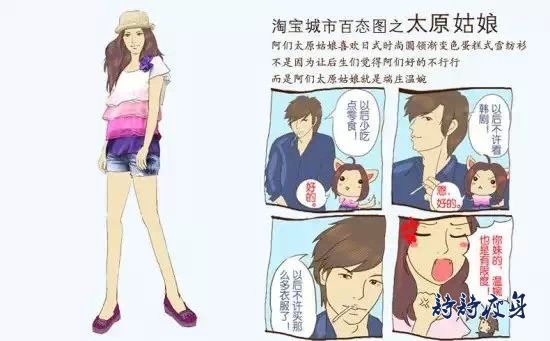 淘宝城市百态图之太原姑娘
阿们太原姑娘喜欢日式时尚圆领渐变色蛋糕式雪纺衫
不是因为让后生们觉得阿们好的不行行
而是阿们太原姑娘就是端庄温婉
以后少吃
点零食!
好的。
以后不许看
韩剧!
恩,
好的。
以后不许买那
么多衣服了!
你妹的,温婉
也是有限度!
诗诗瘦身